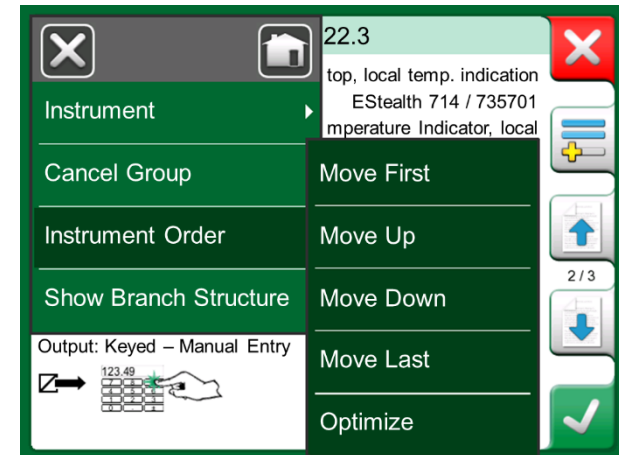 22.3
top, local temp. indication
EStealth 714 / 735701
mperature Indicator, local
Instrument
Cancel Group
Instrument Order
Show Branch Structure
Move First
Move Up
Move Down
Move Last
Optimize
2/3
Output: Keyed – Manual Entry
123.49